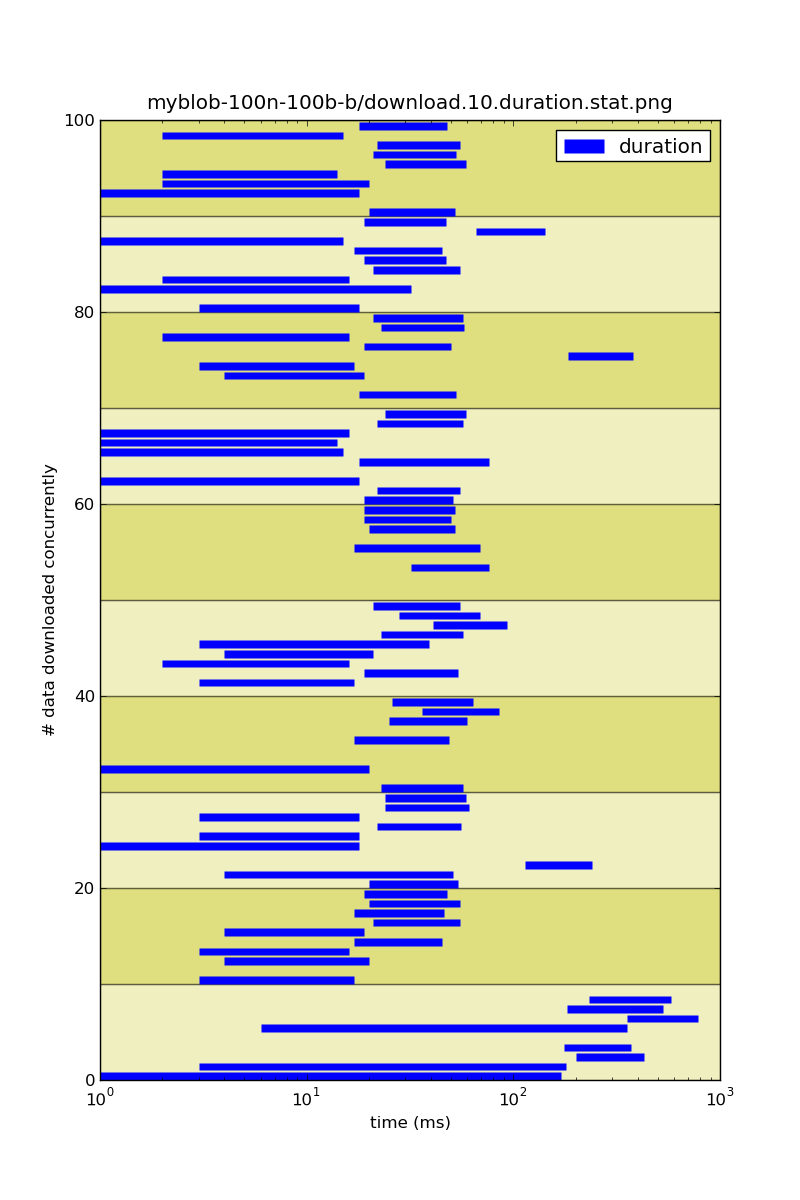 myblob-100n-100b-b/download.10.duration.stat.png
duration
100
80
60
40
20
0
# data downloaded concurrently
10^0 10^1 10^2 10^3
time (ms)